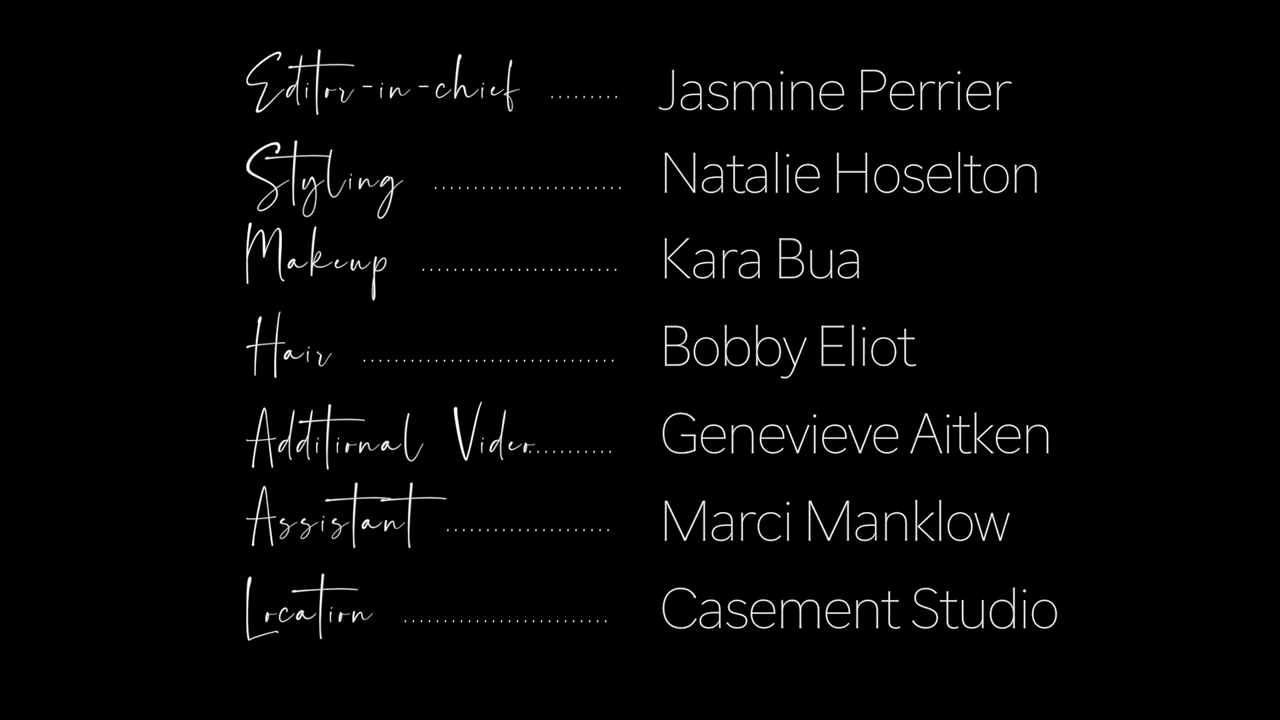 Editor-in-chief ......... Jasmine Perrier
Styling ........................ Natalie Hoselton
Makeup ......................... Kara Bua
Hair ................................ Bobby Eliot
Additional Video........... Genevieve Aitken
Assistant ..................... Marci Manklow
Location .......................... Casement Studio